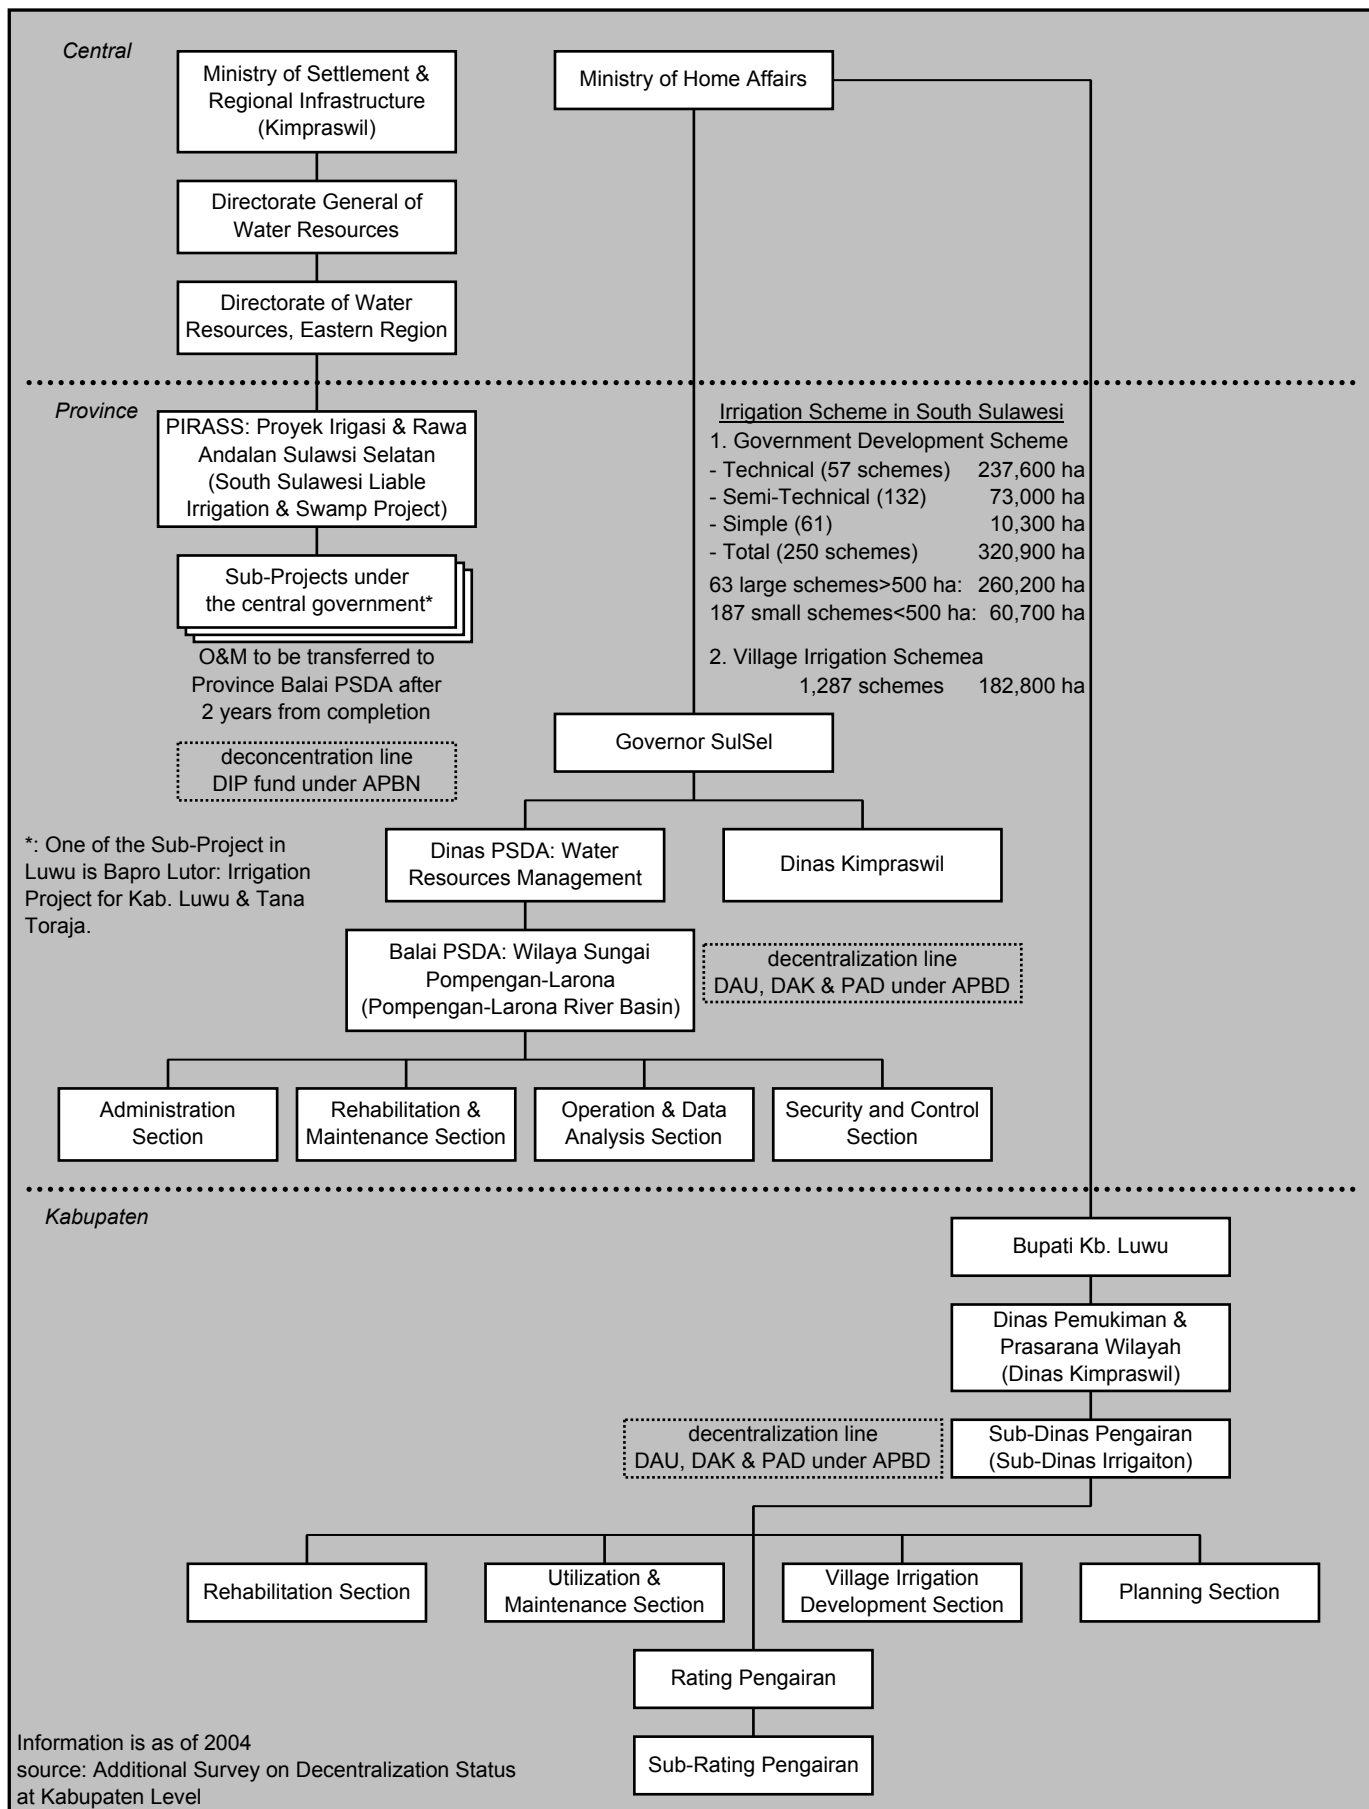 Central
Ministry of Settlement &
Regional Infrastructure
(Kimpraswil)
Ministry of Home Affairs
Directorate General of
Water Resources
Directorate of Water
Resources, Eastern Region
Province
PIRASS: Proyek Irigasi & Rawa
Andalan Sulawsi Selatan
(South Sulawesi Liable
Irrigation & Swamp Project)
Sub-Projects under
the central government*
O&M to be transferred to
Province Balai PSDA after
2 years from completion
deconcentration line
DIP fund under APBN
*: One of the Sub-Project in
Luwu is Bapro Lutor: Irrigation
Project for Kab. Luwu & Tana
Toraja.
Irrigation Scheme in South Sulawesi
1. Government Development Scheme
- Technical (57 schemes) 237,600 ha
- Semi-Technical (132) 73,000 ha
- Simple (61) 10,300 ha
- Total (250 schemes) 320,900 ha
63 large schemes>500 ha: 260,200 ha
187 small schemes<500 ha: 60,700 ha
2. Village Irrigation Schemea
1,287 schemes 182,800 ha
Governor SulSel
Dinas PSDA: Water
Resources Management
Dinas Kimpraswil
Balai PSDA: Wilaya Sungai
Pompengan-Larona
(Pompengan-Larona River Basin)
decentralization line
DAU, DAK & PAD under APBD
Administration
Section
Rehabilitation &
Maintenance Section
Operation & Data
Analysis Section
Security and Control
Section
Kabupaten
Bupati Kb. Luwu
Dinas Pemukiman &
Prasarana Wilayah
(Dinas Kimpraswil)
decentralization line
DAU, DAK & PAD under APBD
Sub-Dinas Pengairan
(Sub-Dinas Irrigaiton)
Rehabilitation Section
Utilization &
Maintenance Section
Village Irrigation
Development Section
Planning Section
Rating Pengairan
Sub-Rating Pengairan
Information is as of 2004
source: Additional Survey on Decentralization Status
at Kabupaten Level